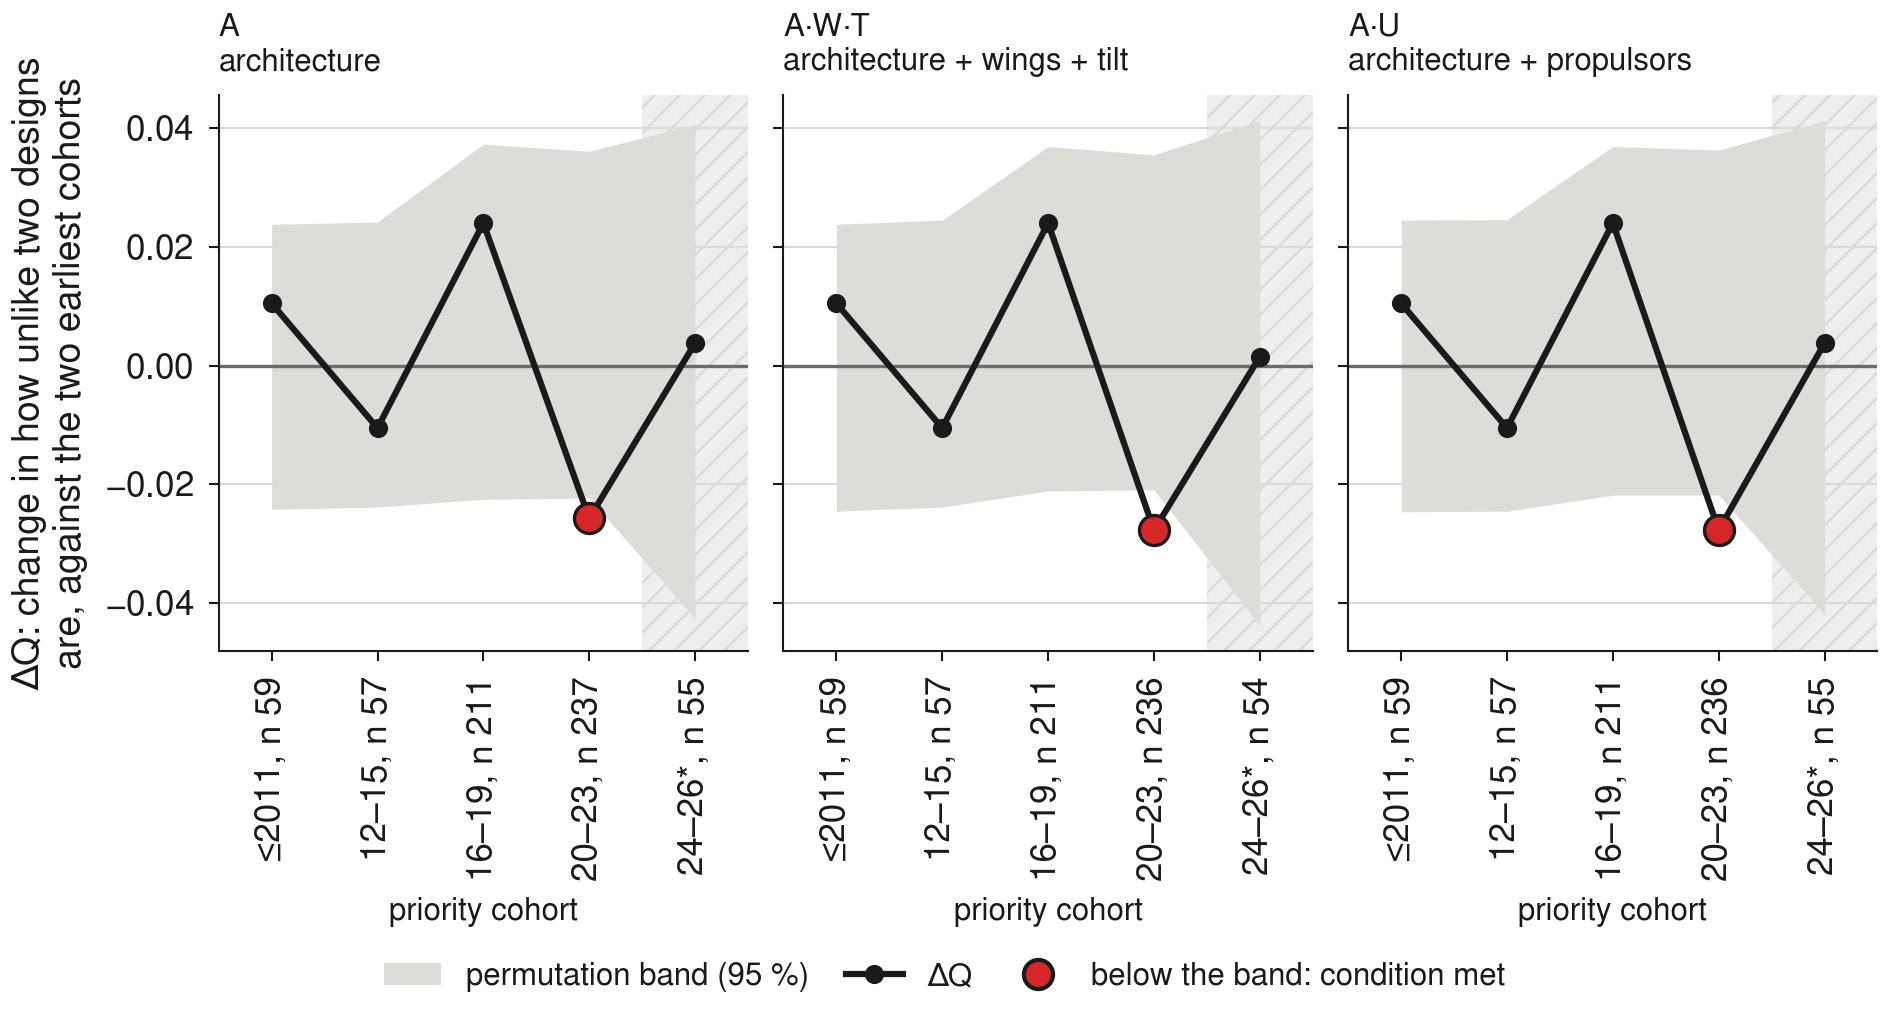 A
architecture
A·W·T
architecture + wings + tilt
A·U
architecture + propulsors
ΔQ: change in how unlike two designs
are, against the two earliest cohorts
0.04
0.02
0.00
−0.02
−0.04
≤2011, n 59
12–15, n 57
16–19, n 211
20–23, n 237
24–26*, n 55
≤2011, n 59
12–15, n 57
16–19, n 211
20–23, n 236
24–26*, n 54
≤2011, n 59
12–15, n 57
16–19, n 211
20–23, n 236
24–26*, n 55
priority cohort
priority cohort
priority cohort
permutation band (95 %)
ΔQ
below the band: condition met